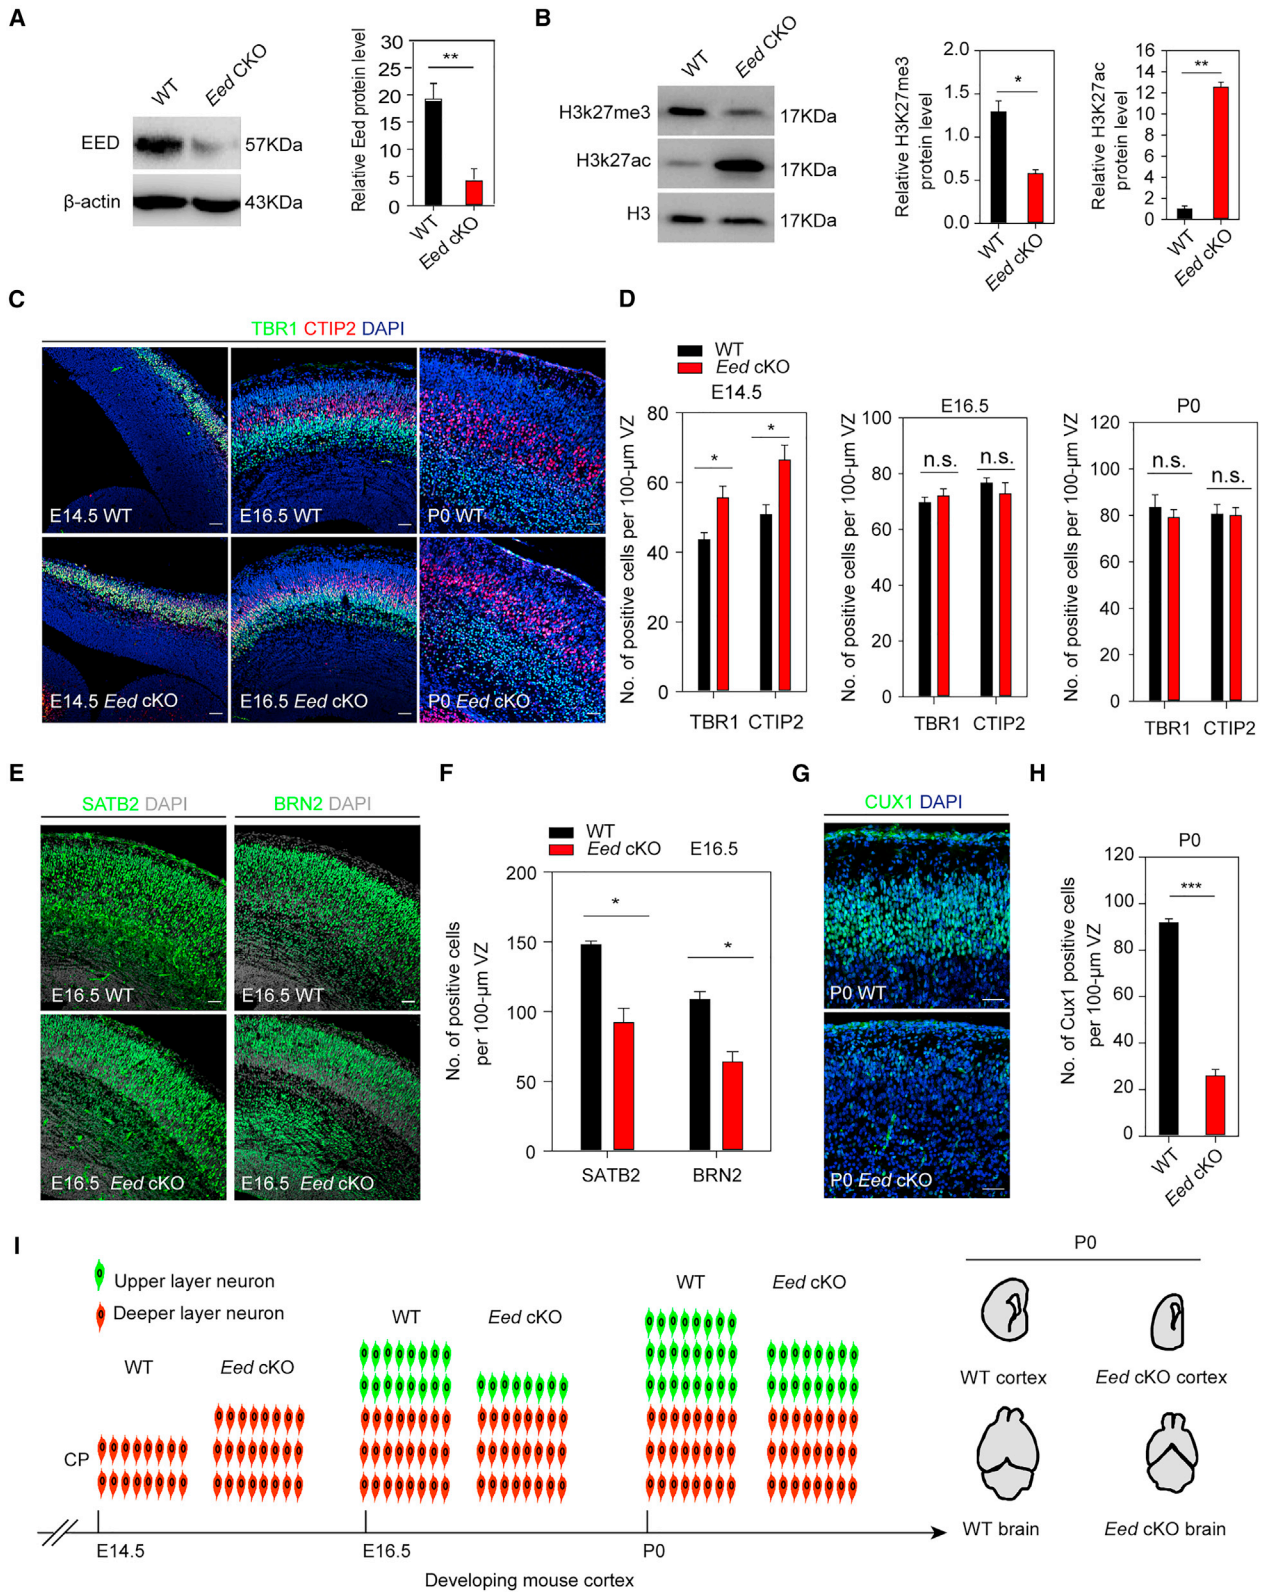 A
WT
Eed CKO
EED
57KDa
β-actin
43KDa
Relative Eed protein level
30
25
20
15
10
5
0
**
WT
Eed cKO
B
WT
Eed CKO
H3k27me3
17KDa
H3k27ac
17KDa
H3
17KDa
Relative H3K27me3
protein level
2.0
1.5
1.0
0.5
0.0
*
WT
Eed cKO
Relative H3K27ac
protein level
16
14
12
10
8
6
4
2
0
**
WT
Eed cKO
C
TBR1 CTIP2 DAPI
E14.5 WT
E16.5 WT
P0 WT
E14.5 Eed cKO
E16.5 Eed cKO
P0 Eed cKO
D
WT
Eed cKO
E14.5
No. of positive cells per 100-μm VZ
80
60
40
20
0
*
*
TBR1 CTIP2
E16.5
No. of positive cells per 100-μm VZ
100
80
60
40
20
0
n.s.
n.s.
TBR1 CTIP2
P0
No. of positive cells per 100-μm VZ
120
100
80
60
40
20
0
n.s.
n.s.
TBR1 CTIP2
E
SATB2 DAPI
BRN2 DAPI
E16.5 WT
E16.5 WT
E16.5 Eed cKO
E16.5 Eed cKO
F
WT
Eed cKO
E16.5
No. of positive cells
per 100-μm VZ
200
150
100
50
0
*
*
SATB2
BRN2
G
CUX1 DAPI
P0 WT
P0 Eed cKO
H
P0
No. of Cux1 positive cells
per 100-μm VZ
120
100
80
60
40
20
0
***
WT
Eed cKO
I
Upper layer neuron
Deeper layer neuron
WT
Eed cKO
WT
Eed cKO
WT
Eed cKO
CP
E14.5
E16.5
P0
Developing mouse cortex
P0
WT cortex
Eed cKO cortex
WT brain
Eed cKO brain